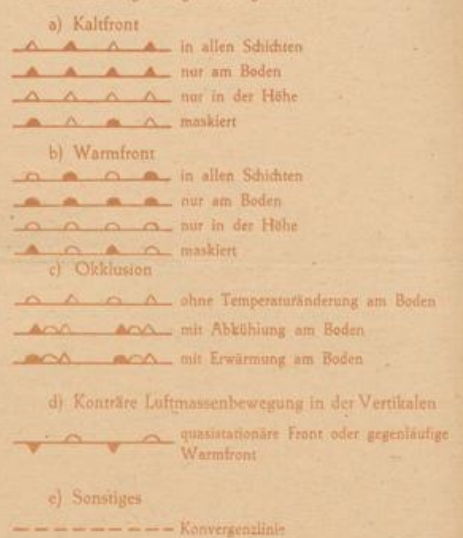 a) Kaltfront
in allen Schichten
nur am Boden
nur in der Höhe
maskiert
b) Warmfront
in allen Schichten
nur am Boden
nur in der Höhe
maskiert
c) Okklusion
ohne Temperaturänderung am Boden
mit Abkühlung am Boden
mit Erwärmung am Boden
d) Konträre Luftmassenbewegung in der Vertikalen
quasistationäre Front oder gegenläufige
Warmfront
e) Sonstiges
Konvergenzlinie